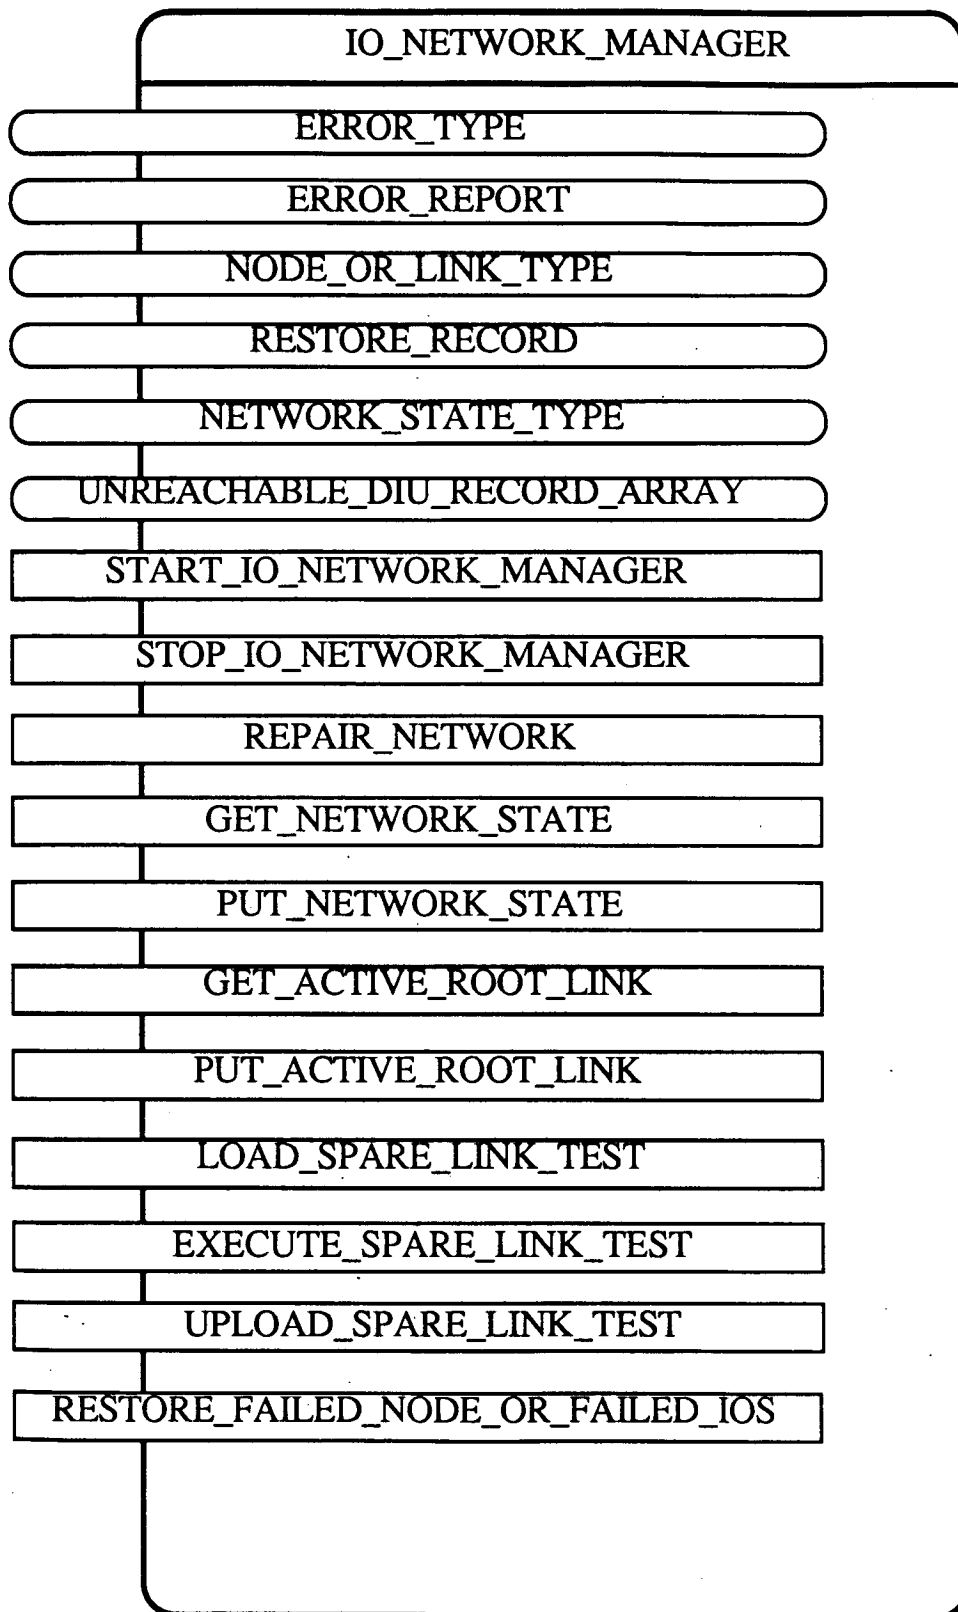 IO_NETWORK_MANAGER
ERROR_TYPE
ERROR_REPORT
NODE_OR_LINK_TYPE
RESTORE_RECORD
NETWORK_STATE_TYPE
UNREACHABLE_DIU_RECORD_ARRAY
START_IO_NETWORK_MANAGER
STOP_IO_NETWORK_MANAGER
REPAIR_NETWORK
GET_NETWORK_STATE
PUT_NETWORK_STATE
GET_ACTIVE_ROOT_LINK
PUT_ACTIVE_ROOT_LINK
LOAD_SPARE_LINK_TEST
EXECUTE_SPARE_LINK_TEST
UPLOAD_SPARE_LINK_TEST
RESTORE_FAILED_NODE_OR_FAILED_IOS